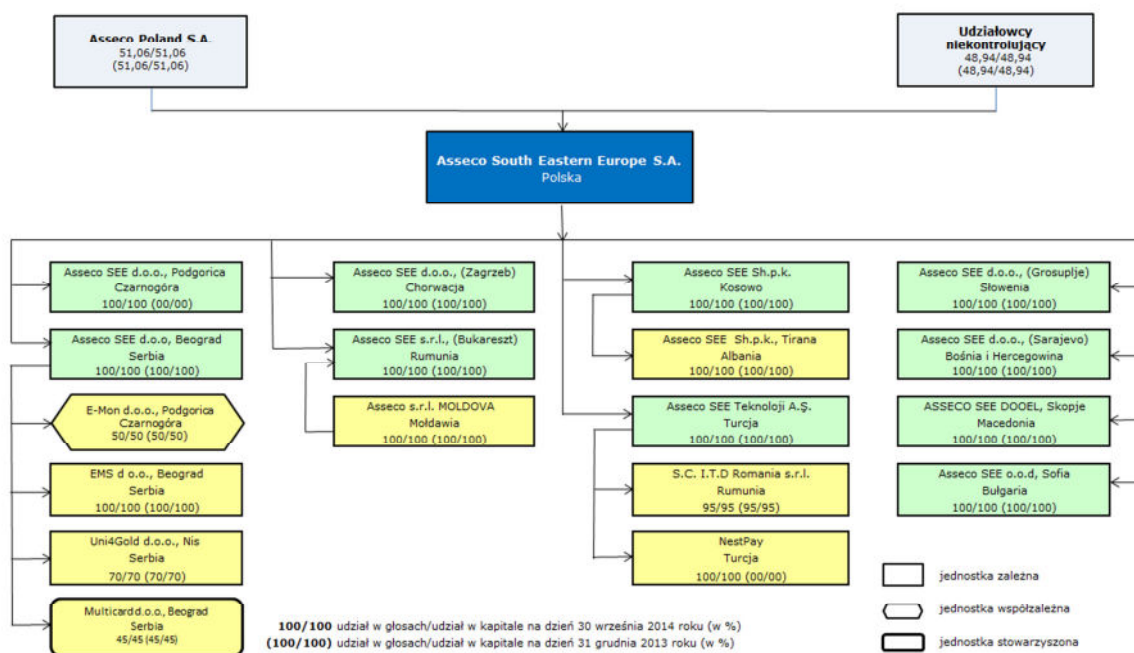 Asseco Poland S.A.
51,06/51,06
(51,06/51,06)
Udziałowcy
niekontrolujący
48,94/48,94
(48,94/48,94)
Asseco South Eastern Europe S.A.
Polska
Asseco SEE d.o.o., Podgorica
Czarnogóra
100/100 (00/00)
Asseco SEE d.o.o, Beograd
Serbia
100/100 (100/100)
E-Mon d.o.o., Podgorica
Czarnogóra
50/50 (50/50)
EMS d o.o., Beograd
Serbia
100/100 (100/100)
Uni4Gold d.o.o., Nis
Serbia
70/70 (70/70)
Multicard d.o.o., Beograd
Serbia
45/45 (45/45)
Asseco SEE d.o.o., (Zagrzeb)
Chorwacja
100/100 (100/100)
Asseco SEE s.r.l., (Bukareszt)
Rumunia
100/100 (100/100)
Asseco s.r.l. MOLDOVA
Mołdawia
100/100 (100/100)
Asseco SEE Sh.p.k.
Kosowo
100/100 (100/100)
Asseco SEE Sh.p.k., Tirana
Albania
100/100 (100/100)
Asseco SEE Teknoloji A.Ş.
Turcja
100/100 (100/100)
S.C. I.T.D Romania s.r.l.
Rumunia
95/95 (95/95)
NestPay
Turcja
100/100 (00/00)
Asseco SEE d.o.o., (Grosuplje)
Słowenia
100/100 (100/100)
Asseco SEE d.o.o., (Sarajevo)
Bośnia i Hercegowina
100/100 (100/100)
ASSECO SEE DOOEL, Skopje
Macedonia
100/100 (100/100)
Asseco SEE o.o.d, Sofia
Bułgaria
100/100 (100/100)
jednostka zależna
jednostka współzależna
jednostka stowarzyszona
100/100 udział w głosach/udział w kapitale na dzień 30 września 2014 roku (w %)
(100/100) udział w głosach/udział w kapitale na dzień 31 grudnia 2013 roku (w %)